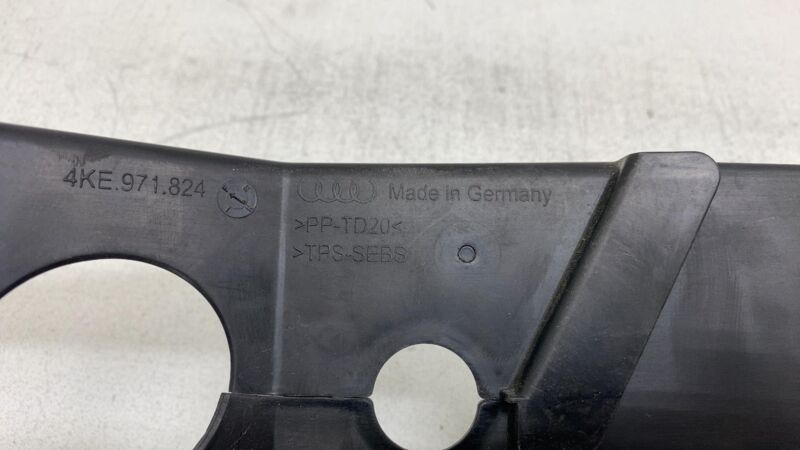 4KE.971.824
Made in Germany
>PP-TD20<
>TPS-SEBS